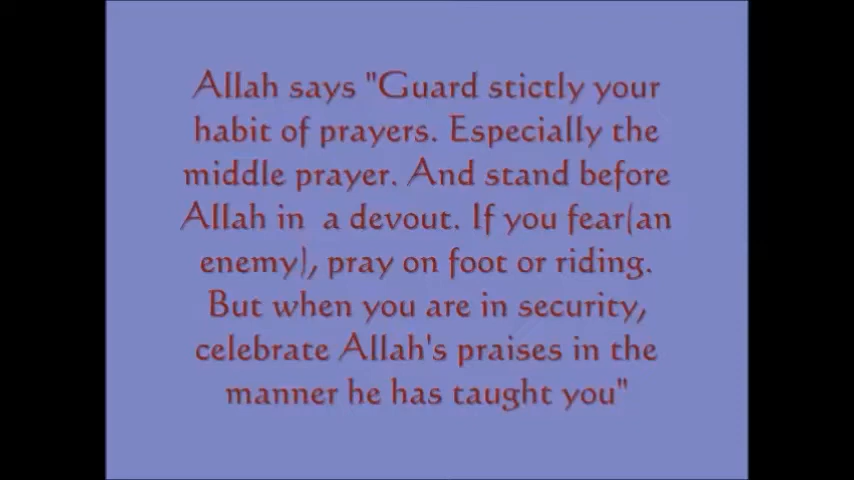 Allah says "Guard stictly your
habit of prayers. Especially the
middle prayer. And stand before
Allah in  a devout. If you fear(an
enemy), pray on foot or riding.
But when you are in security,
celebrate Allah's praises in the
manner he has taught you"